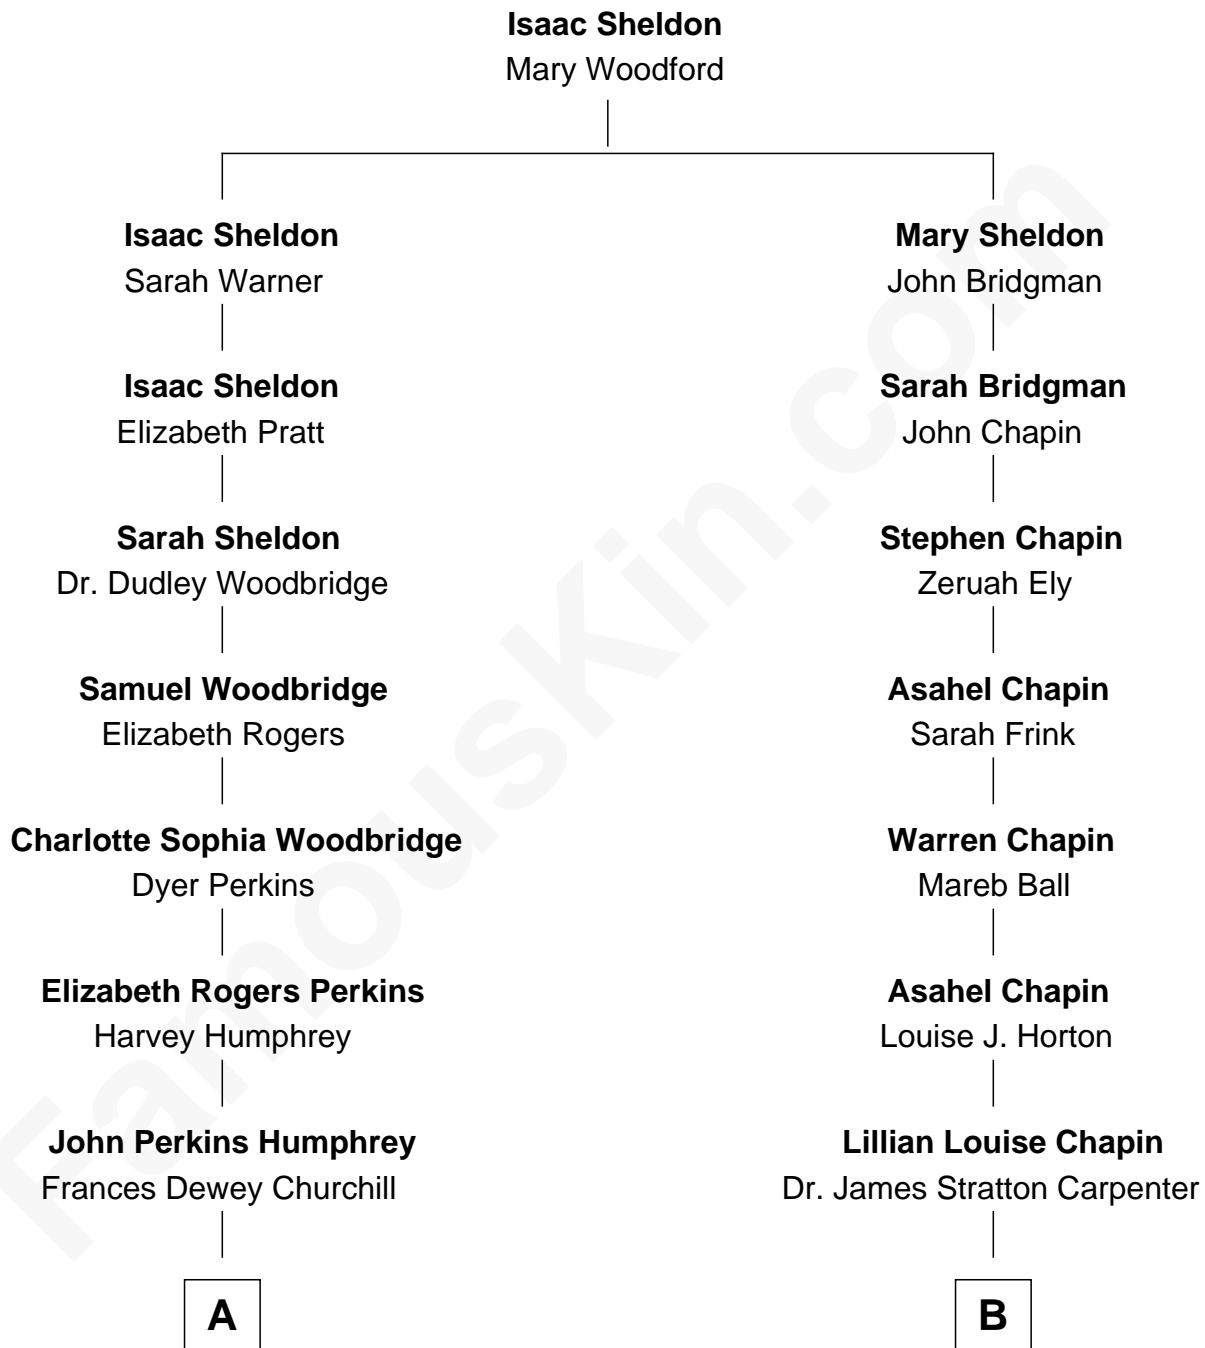 Isaac Sheldon
Mary Woodford
Isaac Sheldon
Sarah Warner
Isaac Sheldon
Elizabeth Pratt
Sarah Sheldon
Dr. Dudley Woodbridge
Samuel Woodbridge
Elizabeth Rogers
Charlotte Sophia Woodbridge
Dyer Perkins
Elizabeth Rogers Perkins
Harvey Humphrey
John Perkins Humphrey
Frances Dewey Churchill
A
Mary Sheldon
John Bridgman
Sarah Bridgman
John Chapin
Stephen Chapin
Zeruah Ely
Asahel Chapin
Sarah Frink
Warren Chapin
Mareb Ball
Asahel Chapin
Louise J. Horton
Lillian Louise Chapin
Dr. James Stratton Carpenter
B
FamousKin.com